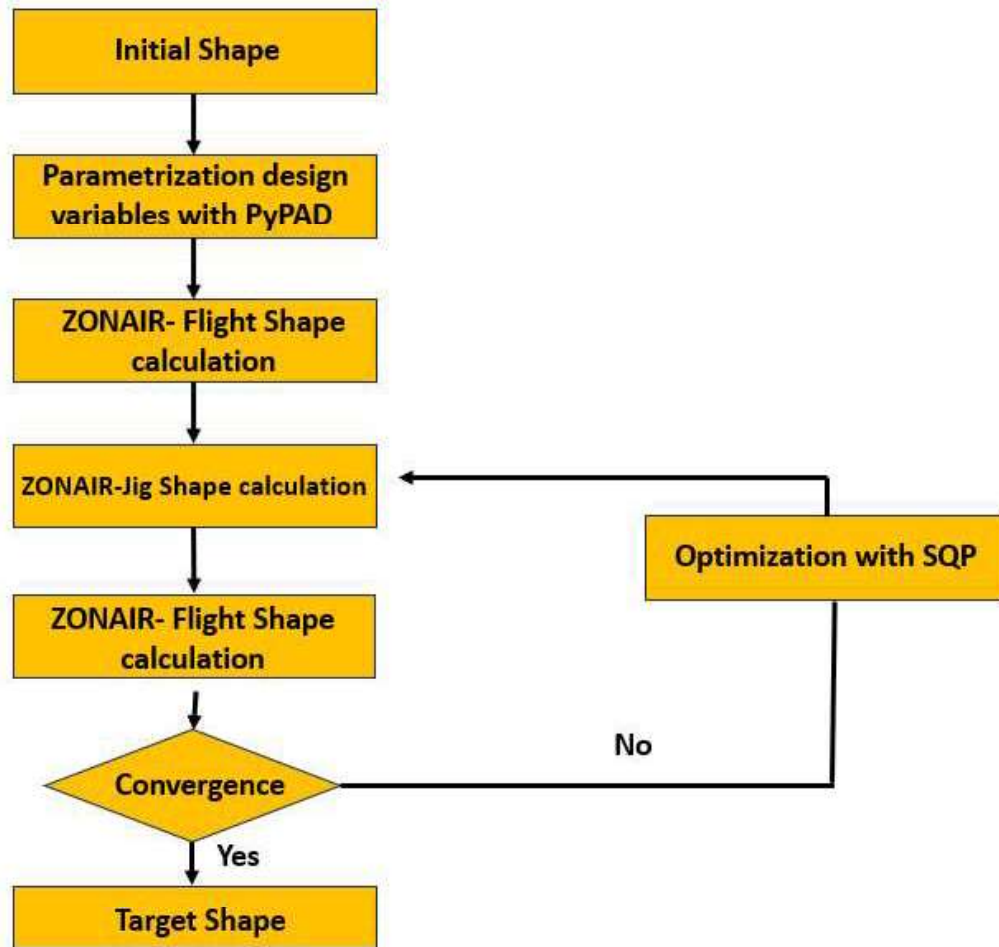 Initial Shape
Parametrization design
variables with PyPAD
ZONAIR- Flight Shape
calculation
ZONAIR-Jig Shape calculation
Optimization with SQP
ZONAIR- Flight Shape
calculation
No
Convergence
Yes
Target Shape